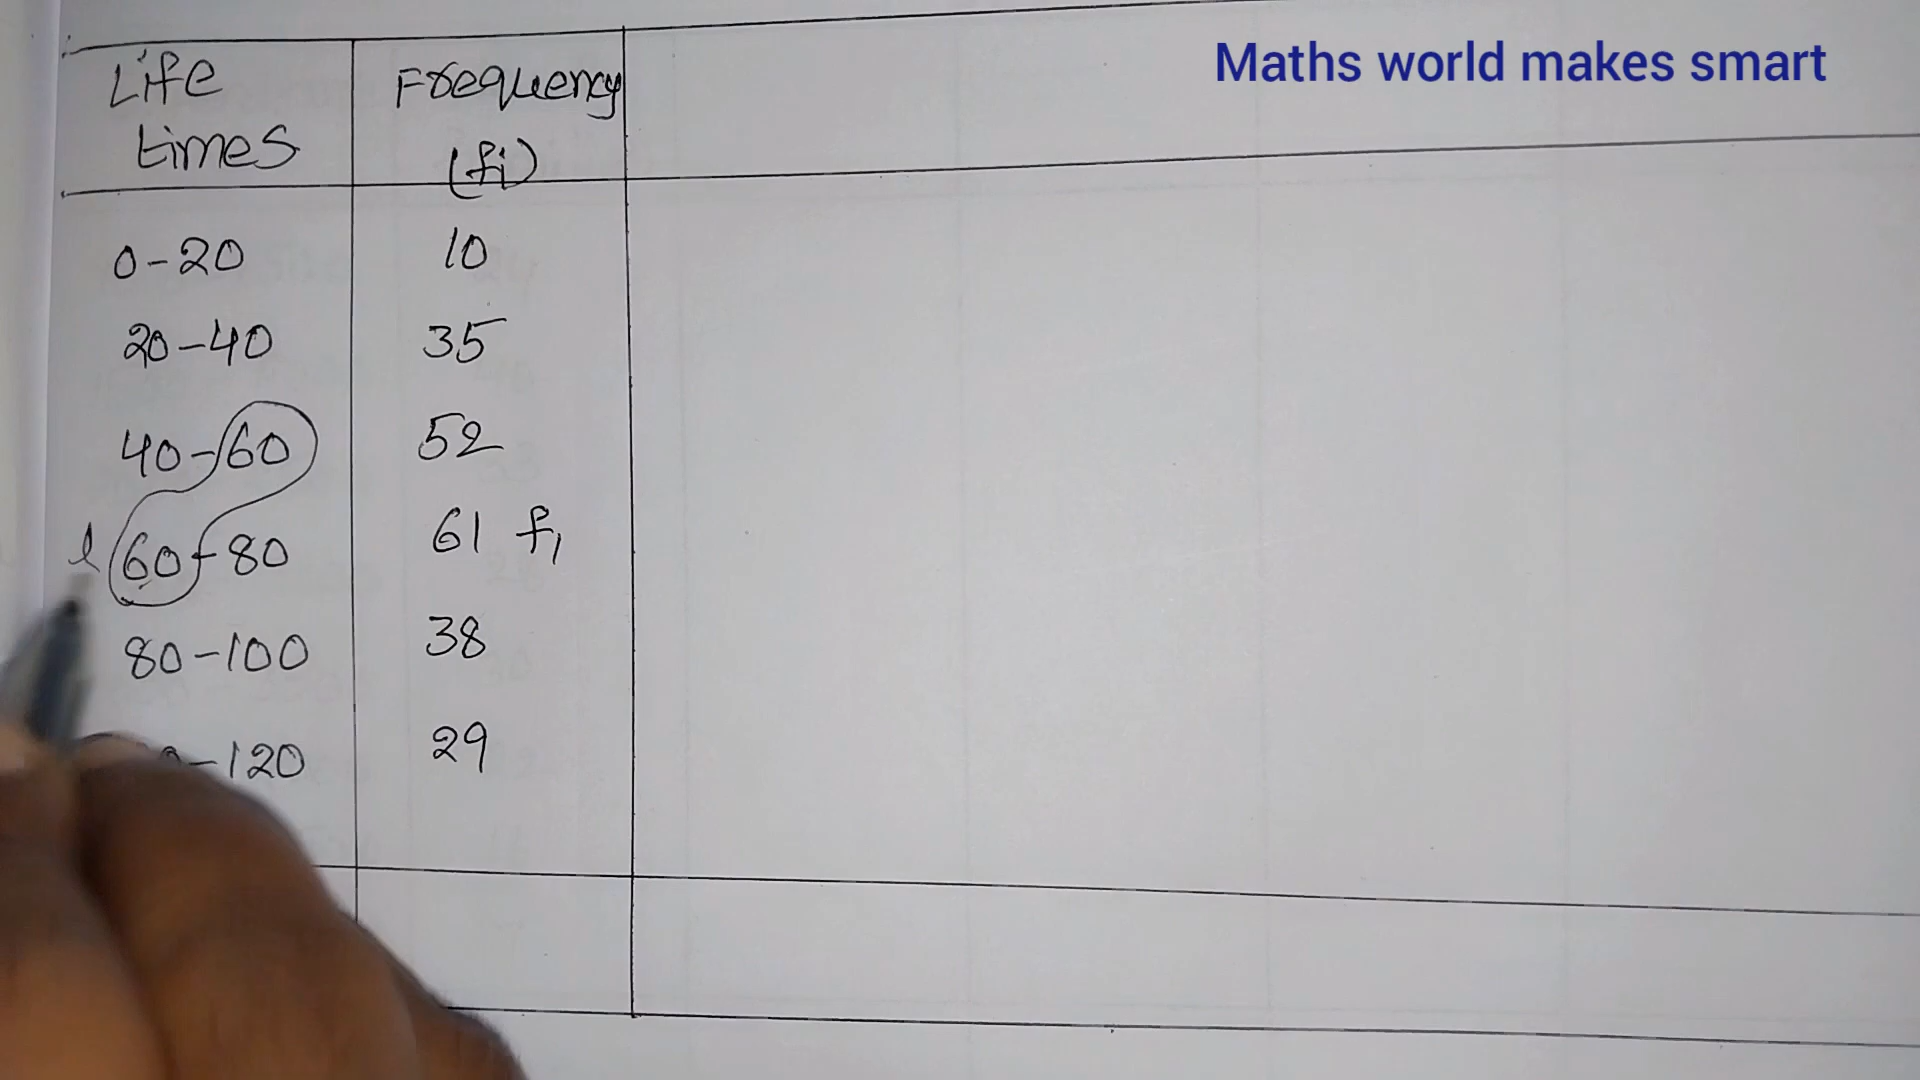 Maths world makes smart
Life times | Frequency (fi)
0-20 | 10
20-40 | 35
40-60 | 52
l 60-80 | 61 f1
80-100 | 38
-120 | 29